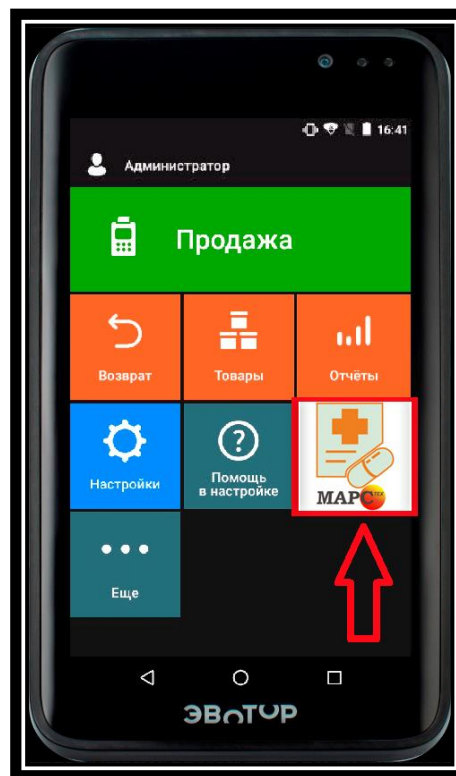 16:41
Администратор
Продажа
Возврат
Товары
Отчёты
Настройки
Помощь
в настройке
МАРС
Еще
ЭВОТОР